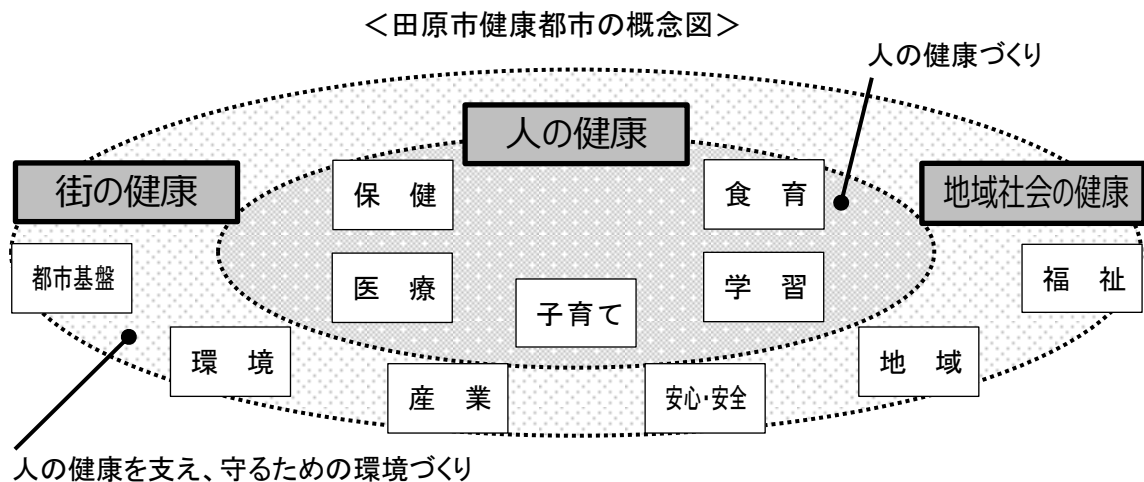 <田原市健康都市の概念図>
人の健康づくり
人の健康
街の健康
地域社会の健康
保 健
食 育
都市基盤
医 療
学 習
福 祉
子育て
環 境
地 域
産 業
安心・安全
人の健康を支え、守るための環境づくり